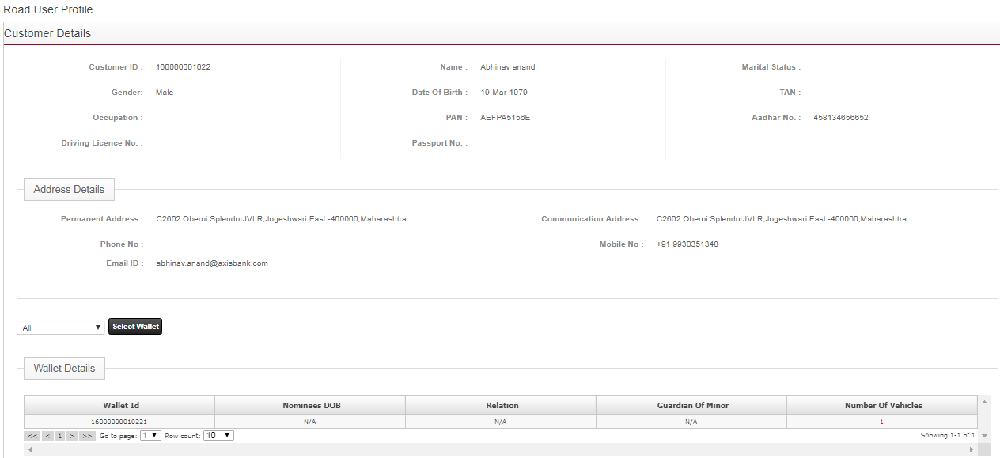 Road User Profile
Customer Details
Customer ID : 160000001022 Name : Abhinav anand Marital Status :
Gender: Male Date Of Birth : 19-Mar-1979 TAN :
Occupation : PAN : AEFPA5156E Aadhar No. : 458134656652
Driving Licence No. : Passport No. :
Address Details
Permanent Address : C2602 Oberoi SplendorJVLR,Jogeshwari East -400060,Maharashtra Communication Address : C2602 Oberoi SplendorJVLR,Jogeshwari East -400060,Maharashtra
Phone No : Mobile No : +91 9930351348
Email ID : abhinav.anand@axisbank.com
All Select Wallet
Wallet Details
Wallet Id Nominees DOB Relation Guardian Of Minor Number Of Vehicles
16000000010221 N/A N/A N/A 1
<< < 1 > >> Go to page: 1 Row count: 10 Showing 1-1 of 1